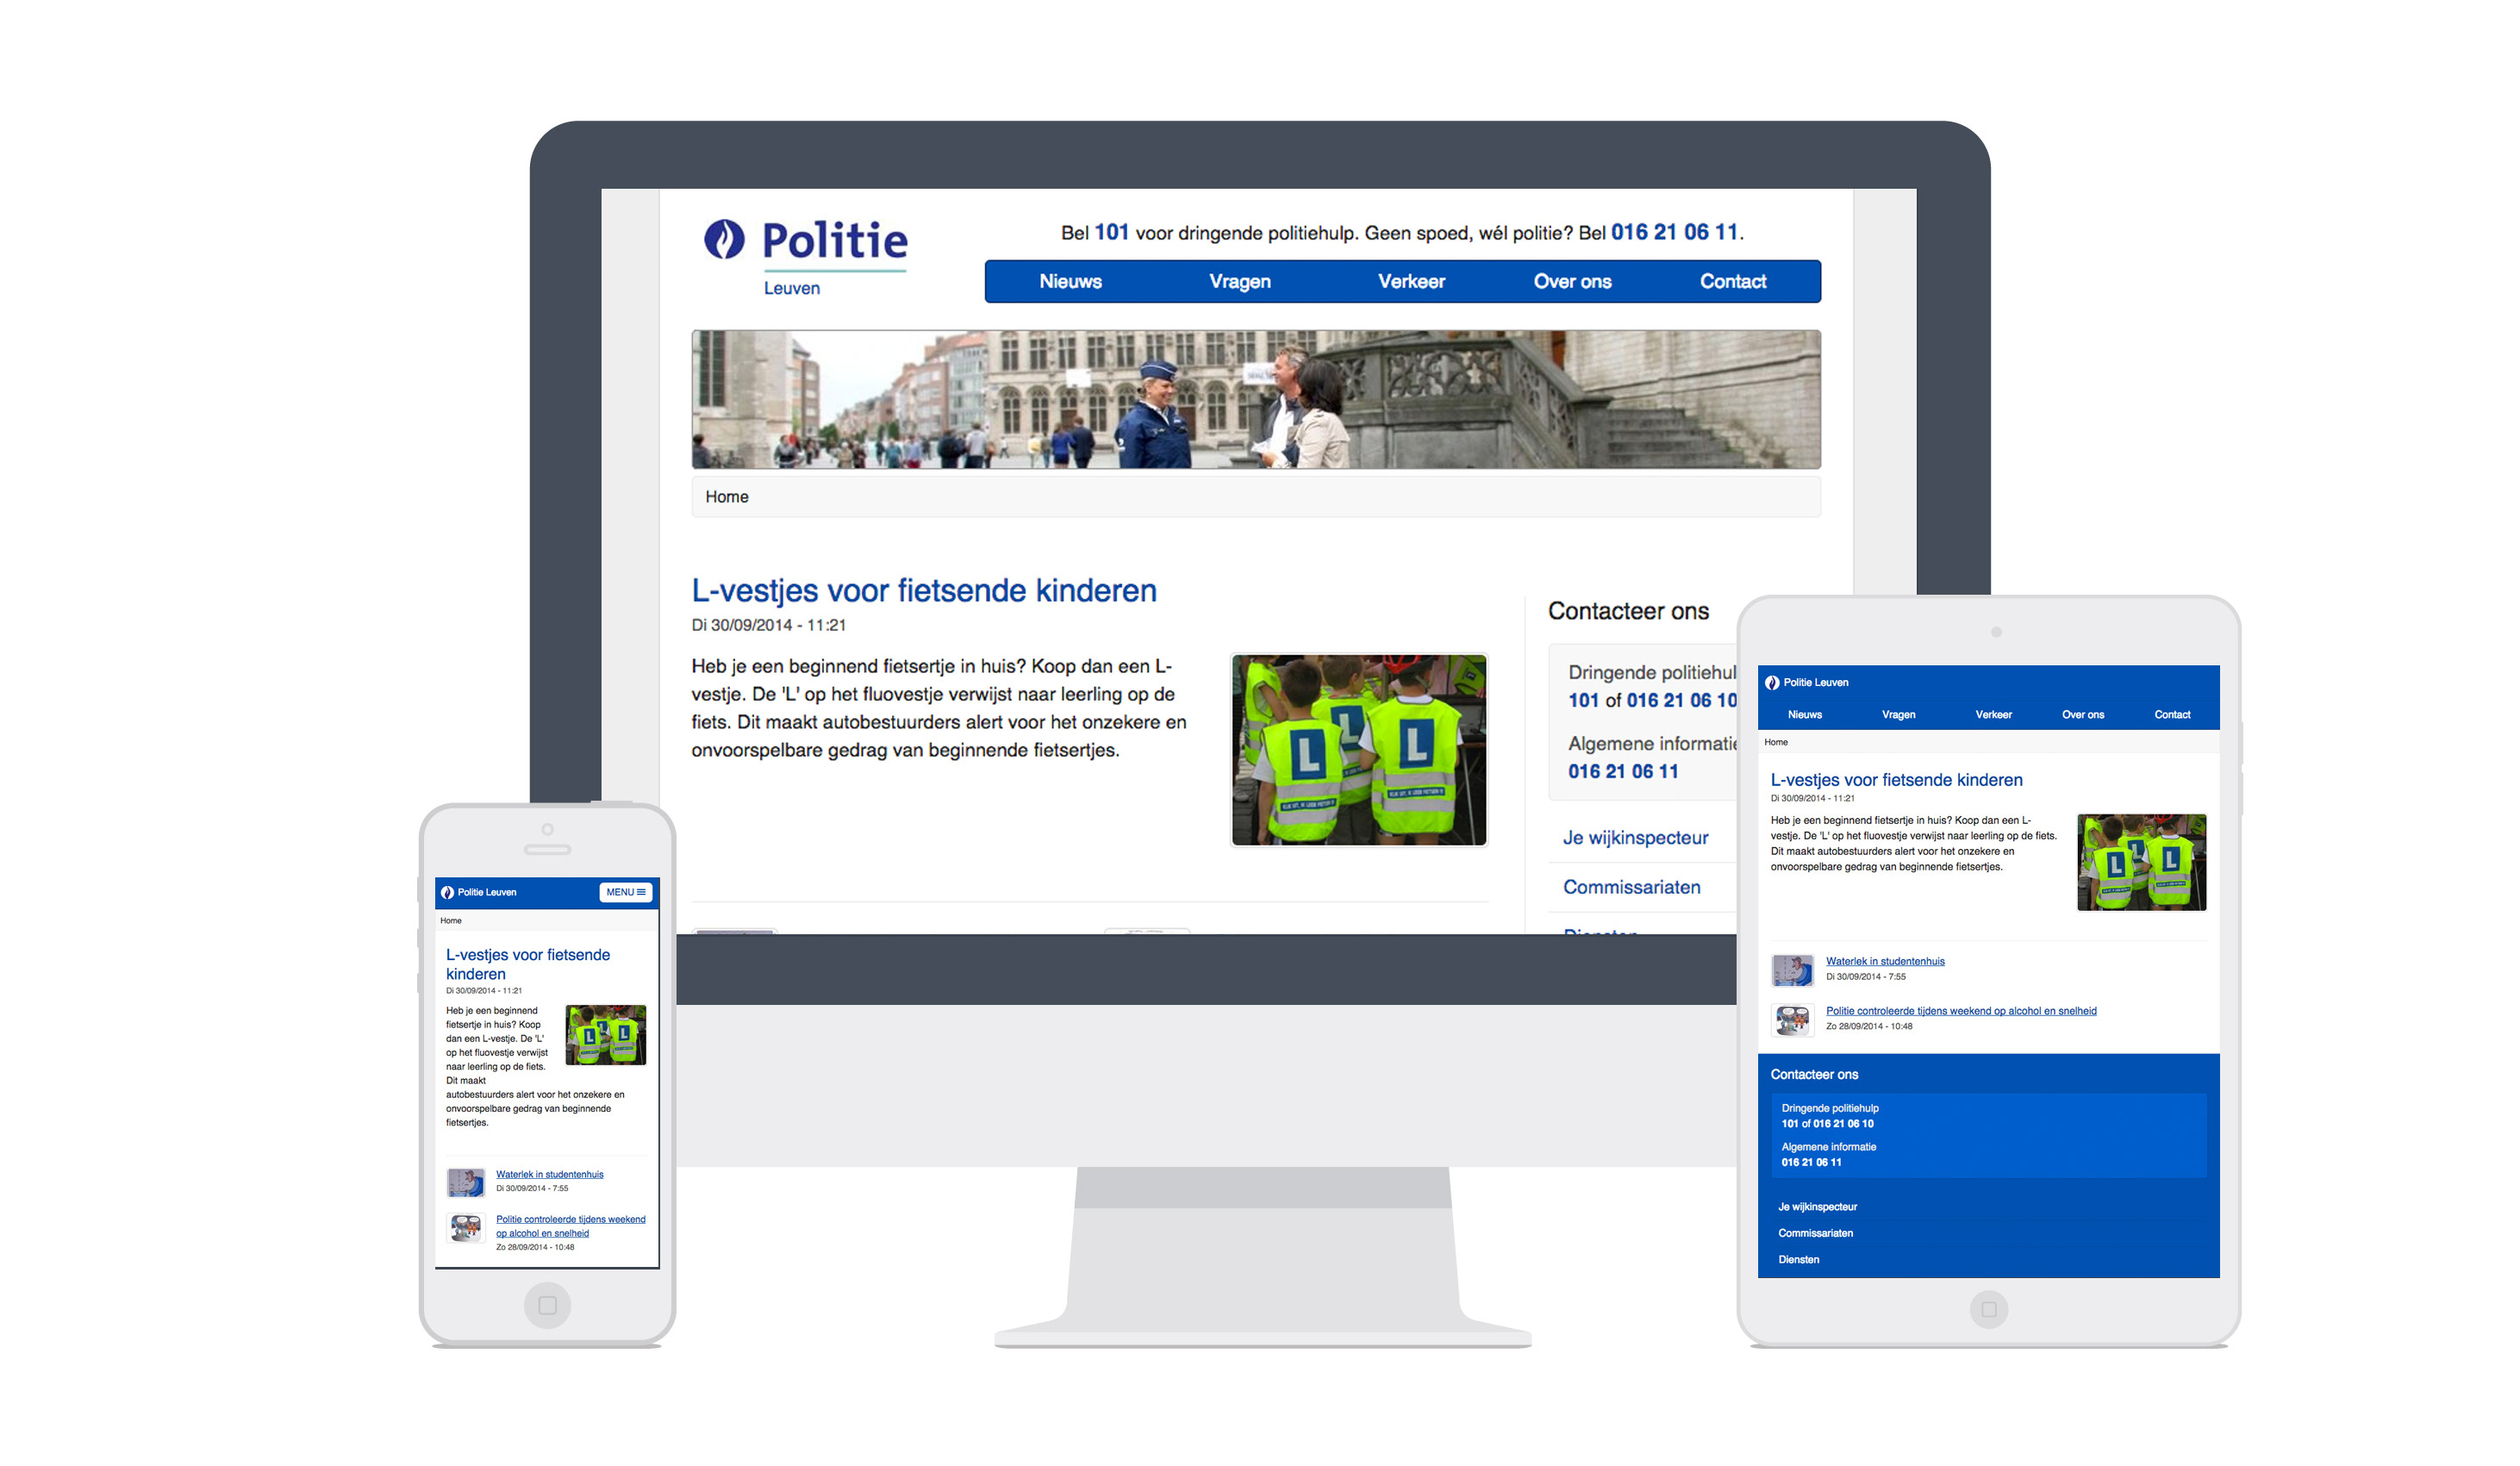 Politie
Leuven
Bel 101 voor dringende politiehulp. Geen spoed, wél politie? Bel 016 21 06 11.
Nieuws Vragen Verkeer Over ons Contact
Home
L-vestjes voor fietsende kinderen
Di 30/09/2014 - 11:21
Heb je een beginnend fietsertje in huis? Koop dan een L-
vestje. De 'L' op het fluovestje verwijst naar leerling op de
fiets. Dit maakt autobestuurders alert voor het onzekere en
onvoorspelbare gedrag van beginnende fietsertjes.
L L L
Contacteer ons
Dringende politiehul
101 of 016 21 06 10
Algemene informatie
016 21 06 11
Je wijkinspecteur
Commissariaten
Diensten
Politie Leuven
MENU
Home
L-vestjes voor fietsende
kinderen
Di 30/09/2014 - 11:21
Heb je een beginnend
fietsertje in huis? Koop
dan een L-vestje. De 'L'
op het fluovestje verwijst
naar leerling op de fiets.
Dit maakt
autobestuurders alert voor het onzekere en
onvoorspelbare gedrag van beginnende
fietsertjes.
L L L
Waterlek in studentenhuis
Di 30/09/2014 - 7:55
Politie controleerde tijdens weekend
op alcohol en snelheid
Zo 28/09/2014 - 10:48
Politie Leuven
Nieuws Vragen Verkeer Over ons Contact
Home
L-vestjes voor fietsende kinderen
Di 30/09/2014 - 11:21
Heb je een beginnend fietsertje in huis? Koop dan een L-
vestje. De 'L' op het fluovestje verwijst naar leerling op de fiets.
Dit maakt autobestuurders alert voor het onzekere en
onvoorspelbare gedrag van beginnende fietsertjes.
L L L
Waterlek in studentenhuis
Di 30/09/2014 - 7:55
Politie controleerde tijdens weekend op alcohol en snelheid
Zo 28/09/2014 - 10:48
Contacteer ons
Dringende politiehulp
101 of 016 21 06 10
Algemene informatie
016 21 06 11
Je wijkinspecteur
Commissariaten
Diensten